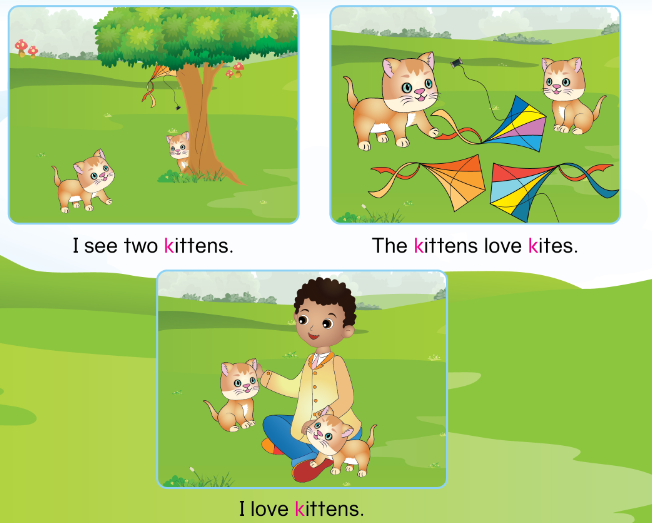 I see two kittens.
The kittens love kites.
I love kittens.